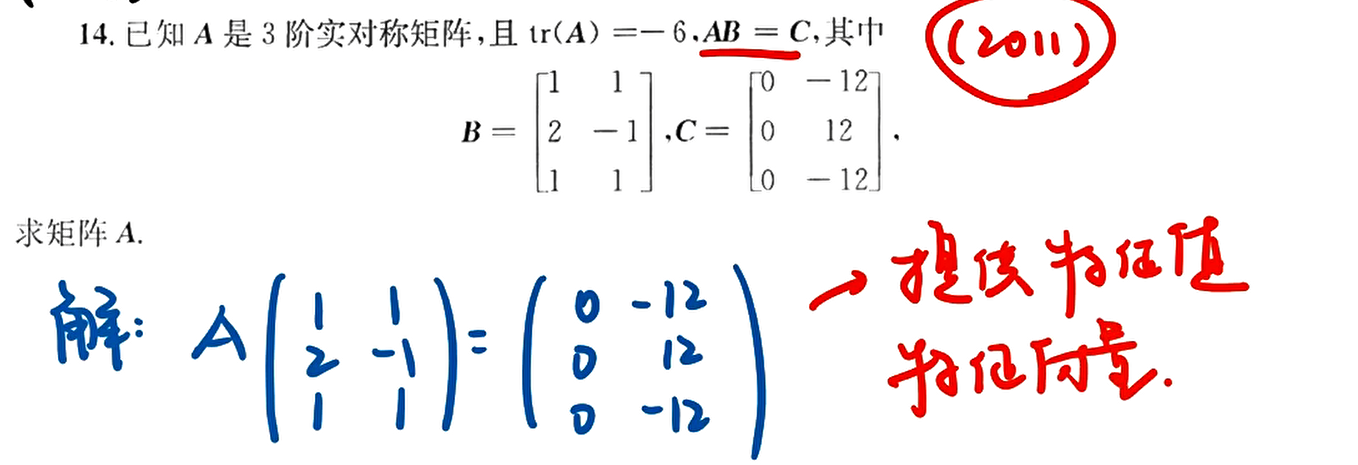 14. 已知 A 是 3 阶实对称矩阵,且 tr(A) =- 6,AB = C,其中 (2011)
B = [1 1; 2 -1; 1 1], C = [0 -12; 0 12; 0 -12],
求矩阵 A.
解: A (1 1; 2 -1; 1 1) = (0 -12; 0 12; 0 -12) → 提供 特征值
特征向量.